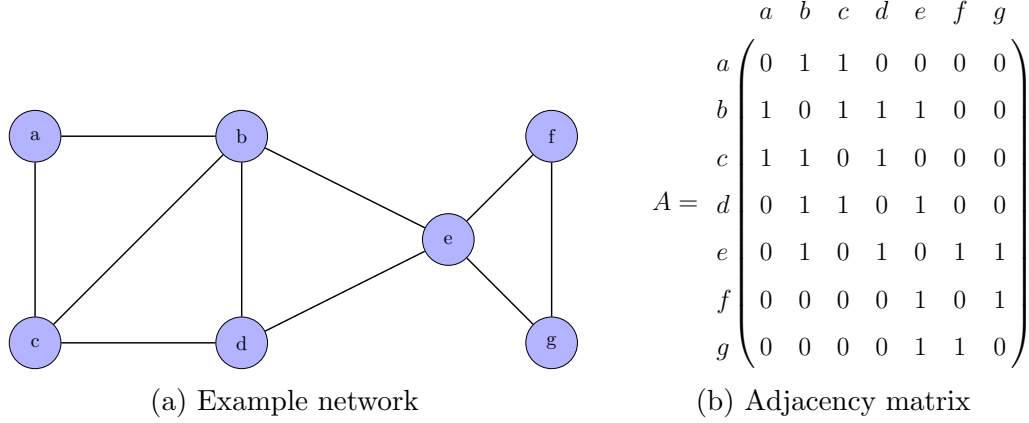 a b f
e
c d g
(a) Example network
a b c d e f g
a 0 1 1 0 0 0 0
b 1 0 1 1 1 0 0
c 1 1 0 1 0 0 0
A = d 0 1 1 0 1 0 0
e 0 1 0 1 0 1 1
f 0 0 0 0 1 0 1
g 0 0 0 0 1 1 0
(b) Adjacency matrix